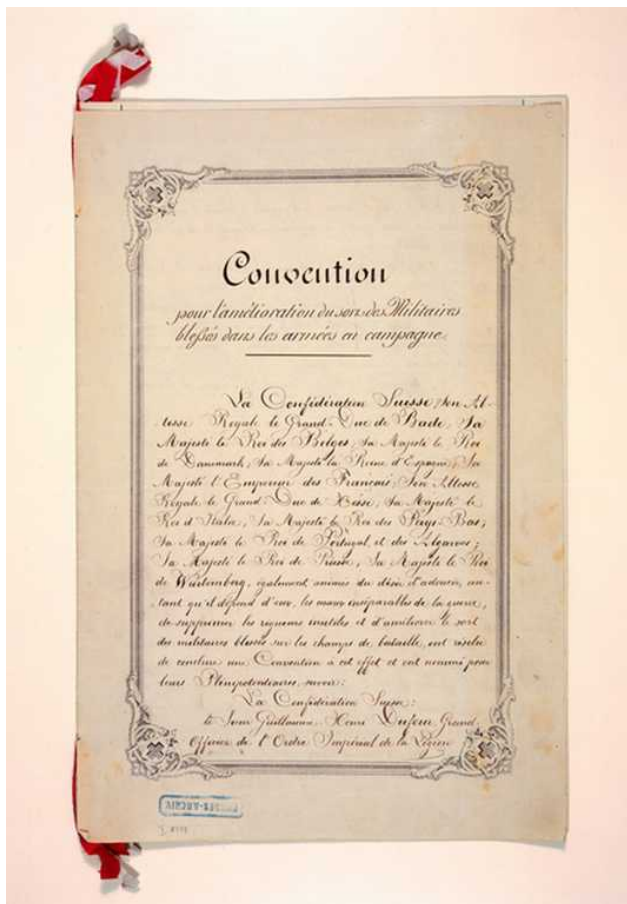 Convention
pour l'amélioration du sort des Militaires
blessés dans les armées en campagne.
La Confédération Suisse; Son Al-
tesse Royale le Grand-Duc de Bade; Sa
Majesté le Roi des Belges; Sa Majesté le Roi
de Danemark; Sa Majesté la Reine d'Espagne; Sa
Majesté l'Empereur des Français; Son Altesse
Royale le Grand-Duc de Hesse; Sa Majesté le
Roi d'Italie; Sa Majesté le Roi des Pays-Bas;
Sa Majesté le Roi de Portugal et des Algarves;
Sa Majesté le Roi de Prusse; Sa Majesté le Roi
de Würtemberg, également animés du désir d'adoucir, au-
tant qu'il dépend d'eux, les maux inséparables de la guerre,
de supprimer les rigueurs inutiles et d'améliorer le sort
des militaires blessés sur les champs de bataille, ont résolu
de conclure une Convention à cet effet et ont nommé pour
leurs Plénipotentiaires, savoir:
La Confédération Suisse:
le Sieur Guillaume-Henri Dufour, Grand
Officier de l'Ordre Impérial de la Légion
BUNDES-ARCHIV